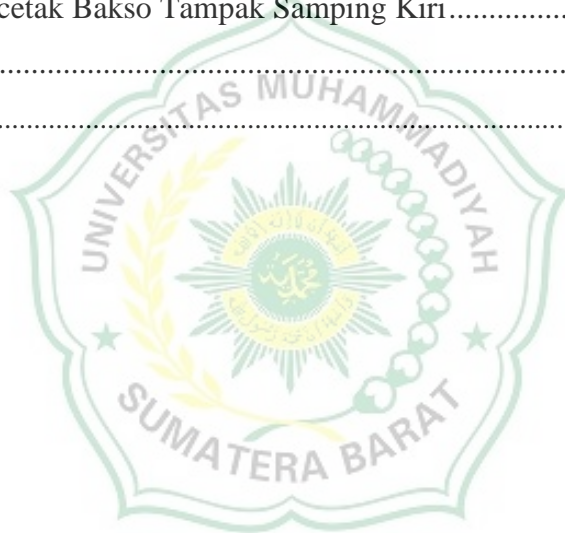 cetak Bakso Tampak Samping Kiri.................
................................................................
................................................................
UNIVERSITAS MUHAMMADIYAH
SUMATERA BARAT